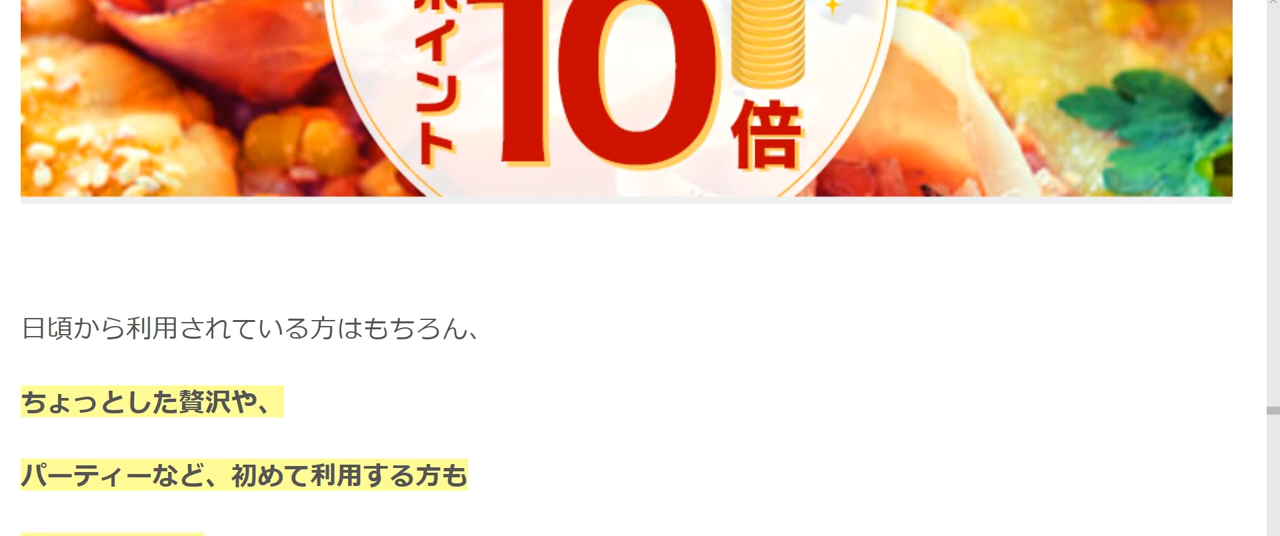 ポイント
10
倍
日頃から利用されている方はもちろん、
ちょっとした贅沢や、
パーティーなど、初めて利用する方も